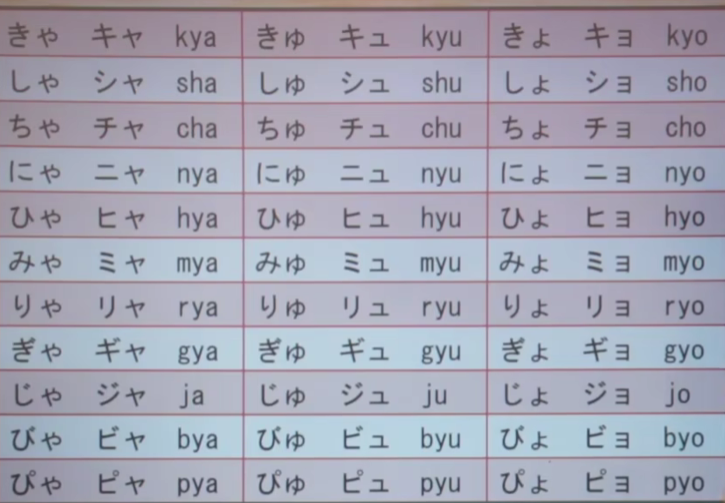 きゃ キャ kya きゅ キュ kyu きょ キョ kyo
しゃ シャ sha しゅ シュ shu しょ ショ sho
ちゃ チャ cha ちゅ チュ chu ちょ チョ cho
にゃ ニャ nya にゅ ニュ nyu にょ ニョ nyo
ひゃ ヒャ hya ひゅ ヒュ hyu ひょ ヒョ hyo
みゃ ミャ mya みゅ ミュ myu みょ ミョ myo
りゃ リャ rya りゅ リュ ryu りょ リョ ryo
ぎゃ ギャ gya ぎゅ ギュ gyu ぎょ ギョ gyo
じゃ ジャ ja じゅ ジュ ju じょ ジョ jo
びゃ ビャ bya びゅ ビュ byu びょ ビョ byo
ぴゃ ピャ pya ぴゅ ピュ pyu ぴょ ピョ pyo